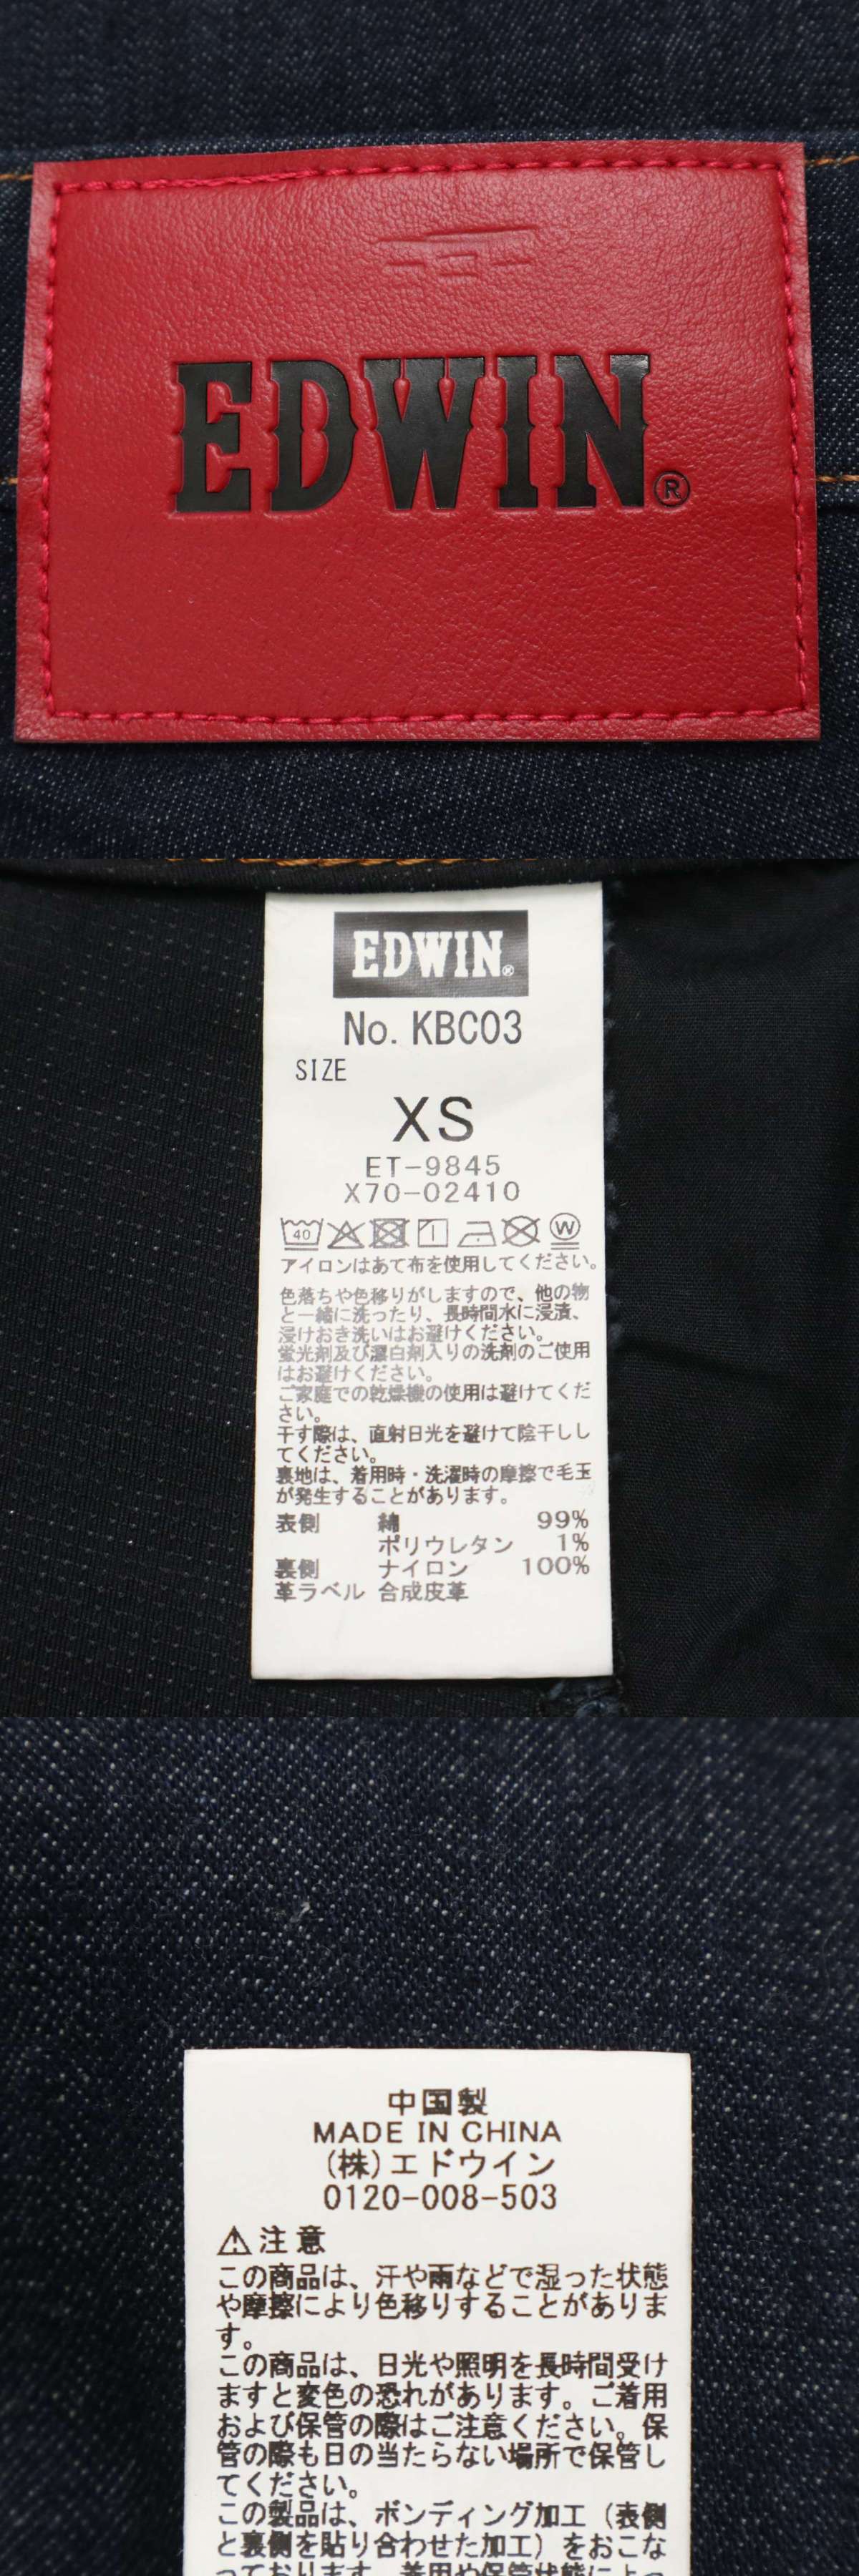 EDWIN®
EDWIN®
No. KBC03
SIZE
XS
ET-9845
X70-02410
40
W
アイロンはあて布を使用してください。
色落ちや色移りがしますので、他の物
と一緒に洗ったり、長時間水に浸漬、
浸けおき洗いはお避けください。
蛍光剤及び漂白剤入りの洗剤のご使用
はお避けください。
ご家庭での乾燥機の使用は避けてくだ
さい。
干す際は、直射日光を避けて陰干しし
てください。
裏地は、着用時・洗濯時の摩擦で毛玉
が発生することがあります。
表側 綿 99%
ポリウレタン 1%
裏側 ナイロン 100%
革ラベル 合成皮革
中国製
MADE IN CHINA
(株)エドウイン
0120-008-503
⚠注意
この商品は、汗や雨などで湿った状態
や摩擦により色移りすることがありま
す。
この商品は、日光や照明を長時間受け
ますと変色の恐れがあります。ご着用
および保管の際はご注意ください。保
管の際も日の当たらない場所で保管し
てください。
この製品は、ボンディング加工(表側
と裏側を貼り合わせた加工)をおこな
っております。着用や保管状態によっ